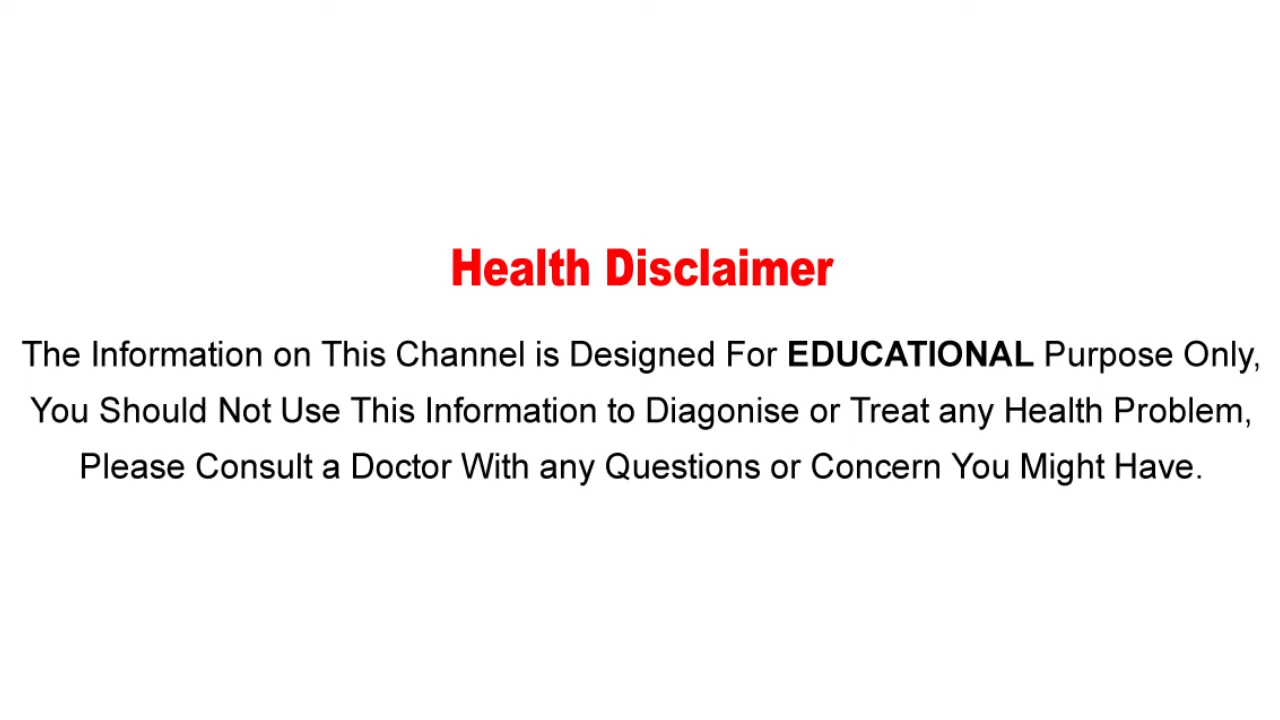 Health Disclaimer
The Information on This Channel is Designed For EDUCATIONAL Purpose Only,
You Should Not Use This Information to Diagonise or Treat any Health Problem,
Please Consult a Doctor With any Questions or Concern You Might Have.